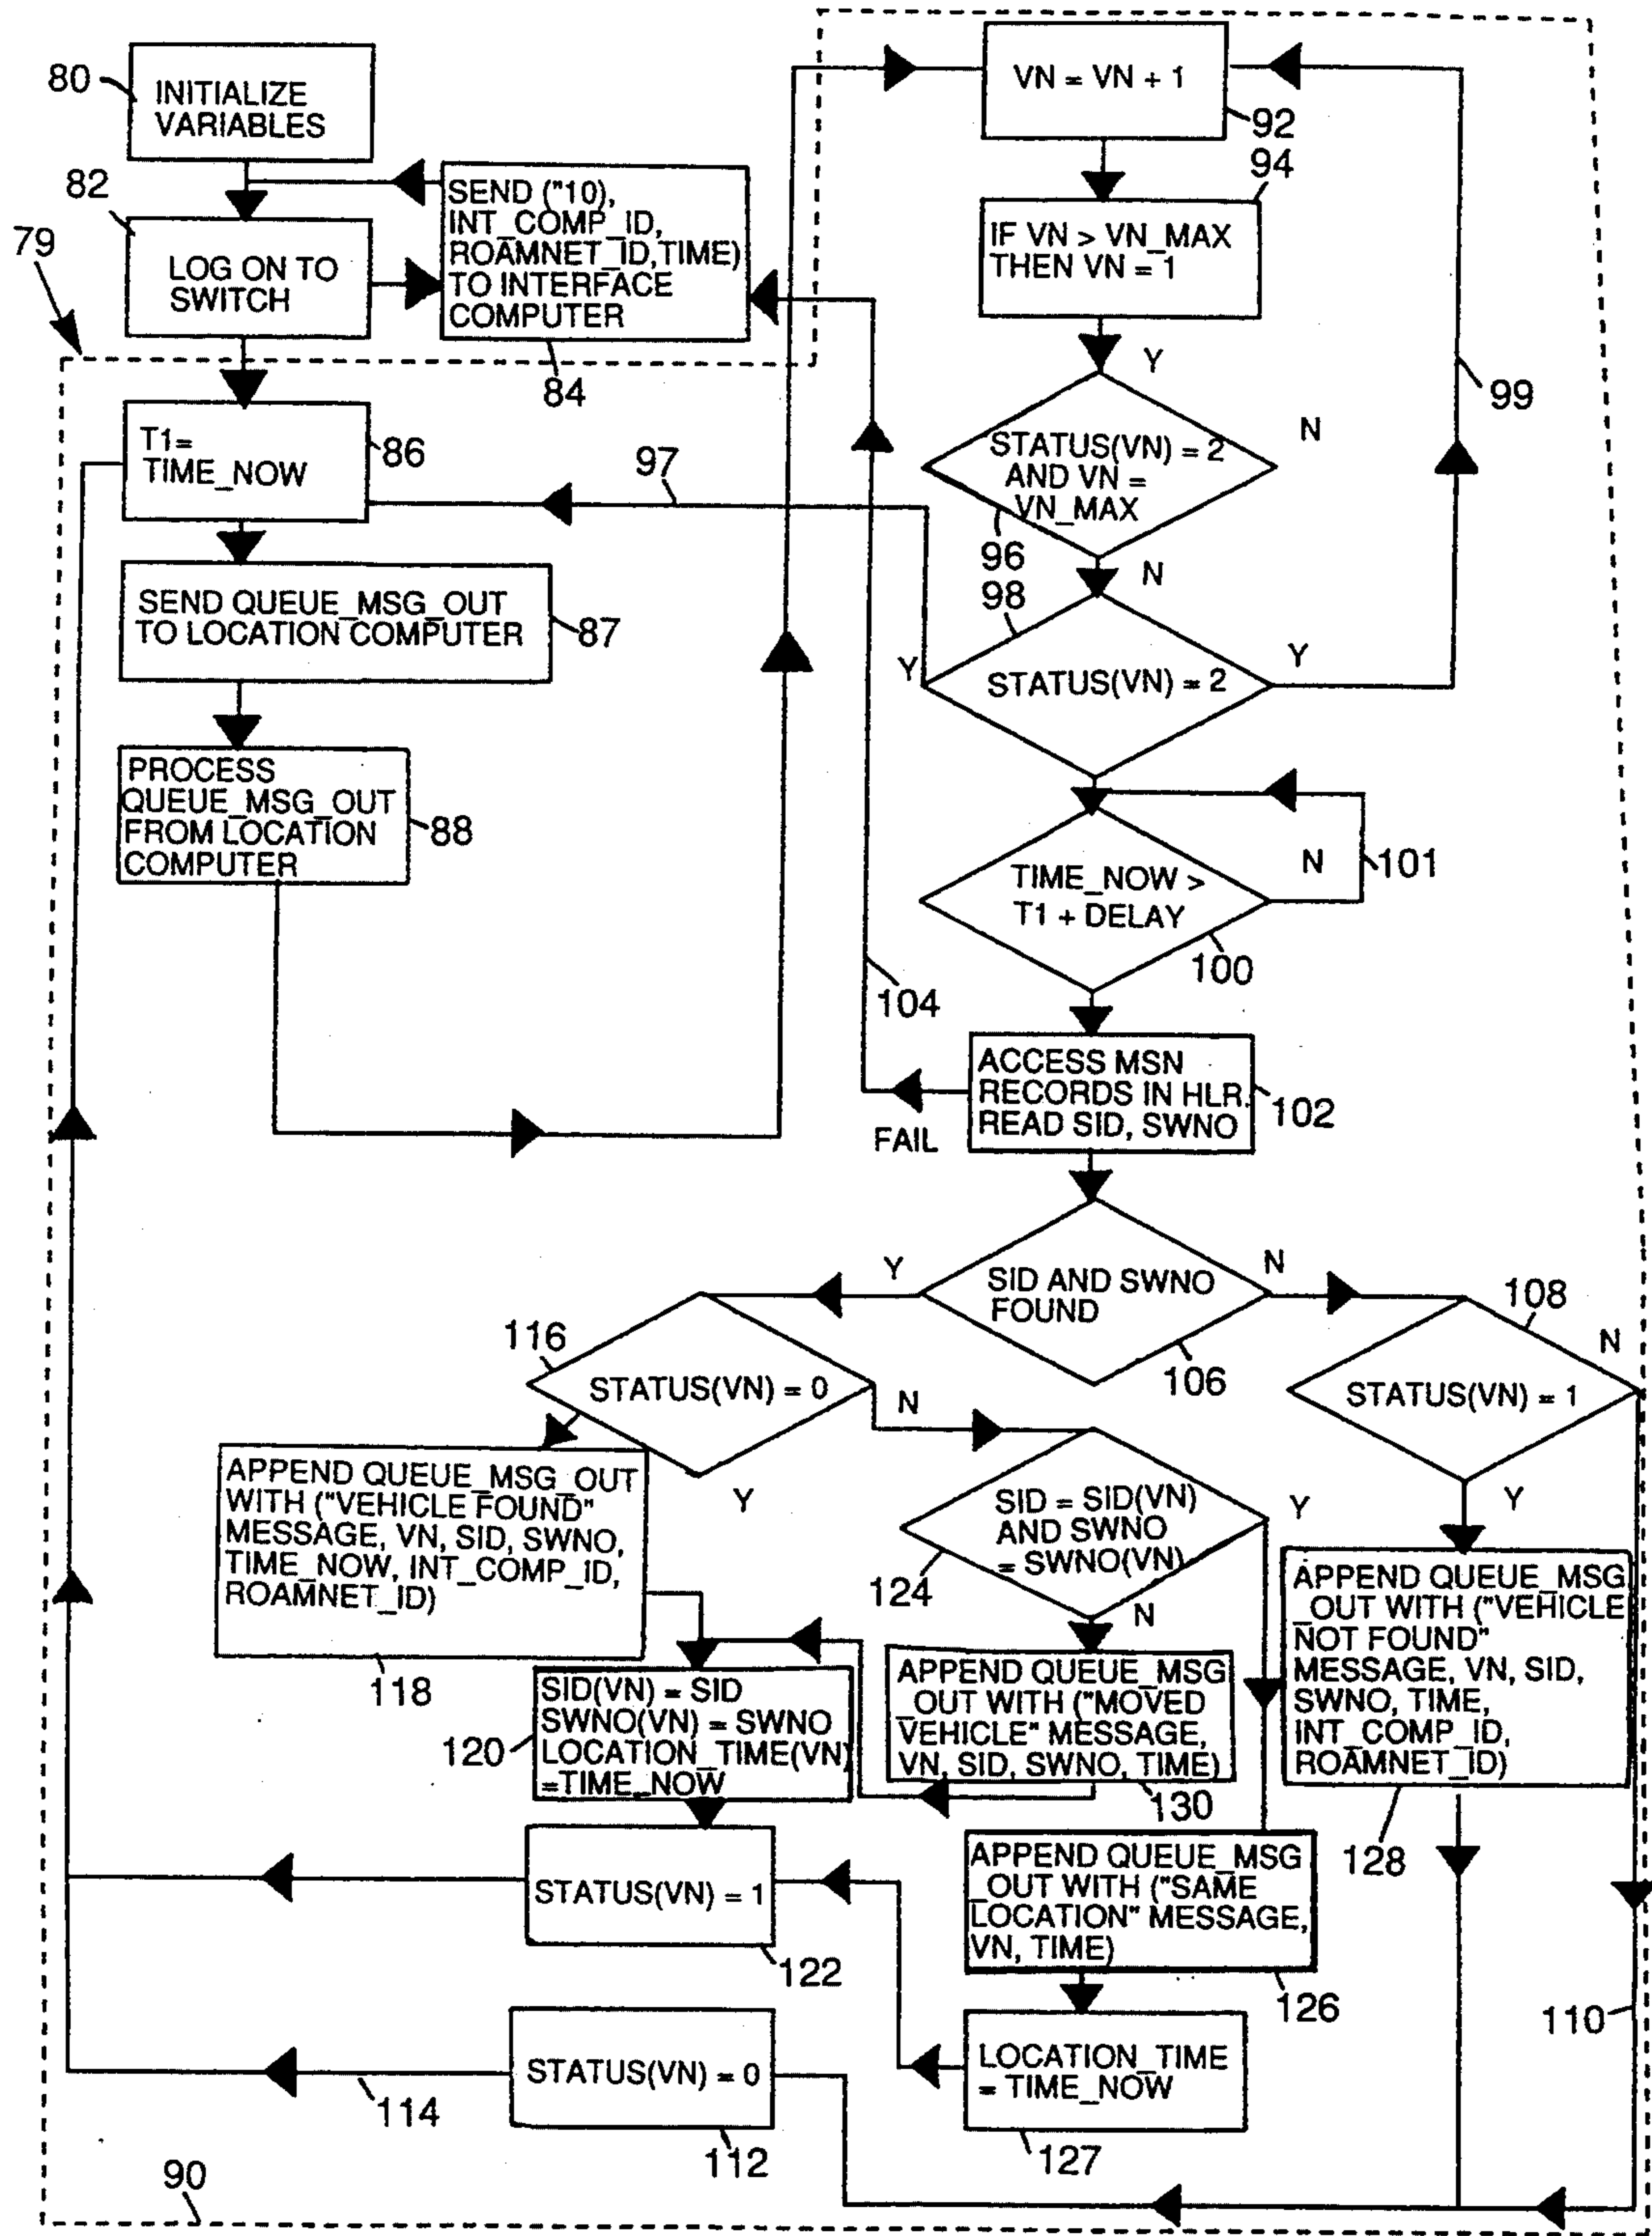 80
INITIALIZE
VARIABLES
82
LOG ON TO
SWITCH
79
SEND ("10),
INT_COMP_ID,
ROAMNET_ID,TIME)
TO INTERFACE
COMPUTER
84
T1=
TIME_NOW
86
97
SEND QUEUE_MSG_OUT
TO LOCATION COMPUTER
87
PROCESS
QUEUE_MSG_OUT
FROM LOCATION
COMPUTER
88
VN = VN + 1
92
94
IF VN > VN_MAX
THEN VN = 1
Y
STATUS(VN) = 2
AND VN =
VN_MAX
N
96
N
99
98
Y
STATUS(VN) = 2
Y
TIME_NOW >
T1 + DELAY
N
101
100
104
ACCESS MSN
RECORDS IN HLR.
READ SID, SWNO
102
FAIL
Y
SID AND SWNO
FOUND
N
106
108
STATUS(VN) = 1
N
Y
116
STATUS(VN) = 0
N
Y
APPEND QUEUE_MSG_OUT
WITH ("VEHICLE FOUND"
MESSAGE, VN, SID, SWNO,
TIME_NOW, INT_COMP_ID,
ROAMNET_ID)
118
SID = SID(VN)
AND SWNO
= SWNO(VN)
Y
124
N
APPEND QUEUE_MSG
_OUT WITH ("VEHICLE
NOT FOUND"
MESSAGE, VN, SID,
SWNO, TIME,
INT_COMP_ID,
ROAMNET_ID)
128
SID(VN) = SID
SWNO(VN) = SWNO
LOCATION_TIME(VN)
=TIME_NOW
120
APPEND QUEUE_MSG
_OUT WITH ("MOVED
VEHICLE" MESSAGE,
VN, SID, SWNO, TIME)
130
STATUS(VN) = 1
122
APPEND QUEUE_MSG
_OUT WITH ("SAME
LOCATION" MESSAGE,
VN, TIME)
126
110
STATUS(VN) = 0
114
112
LOCATION_TIME
= TIME_NOW
127
90